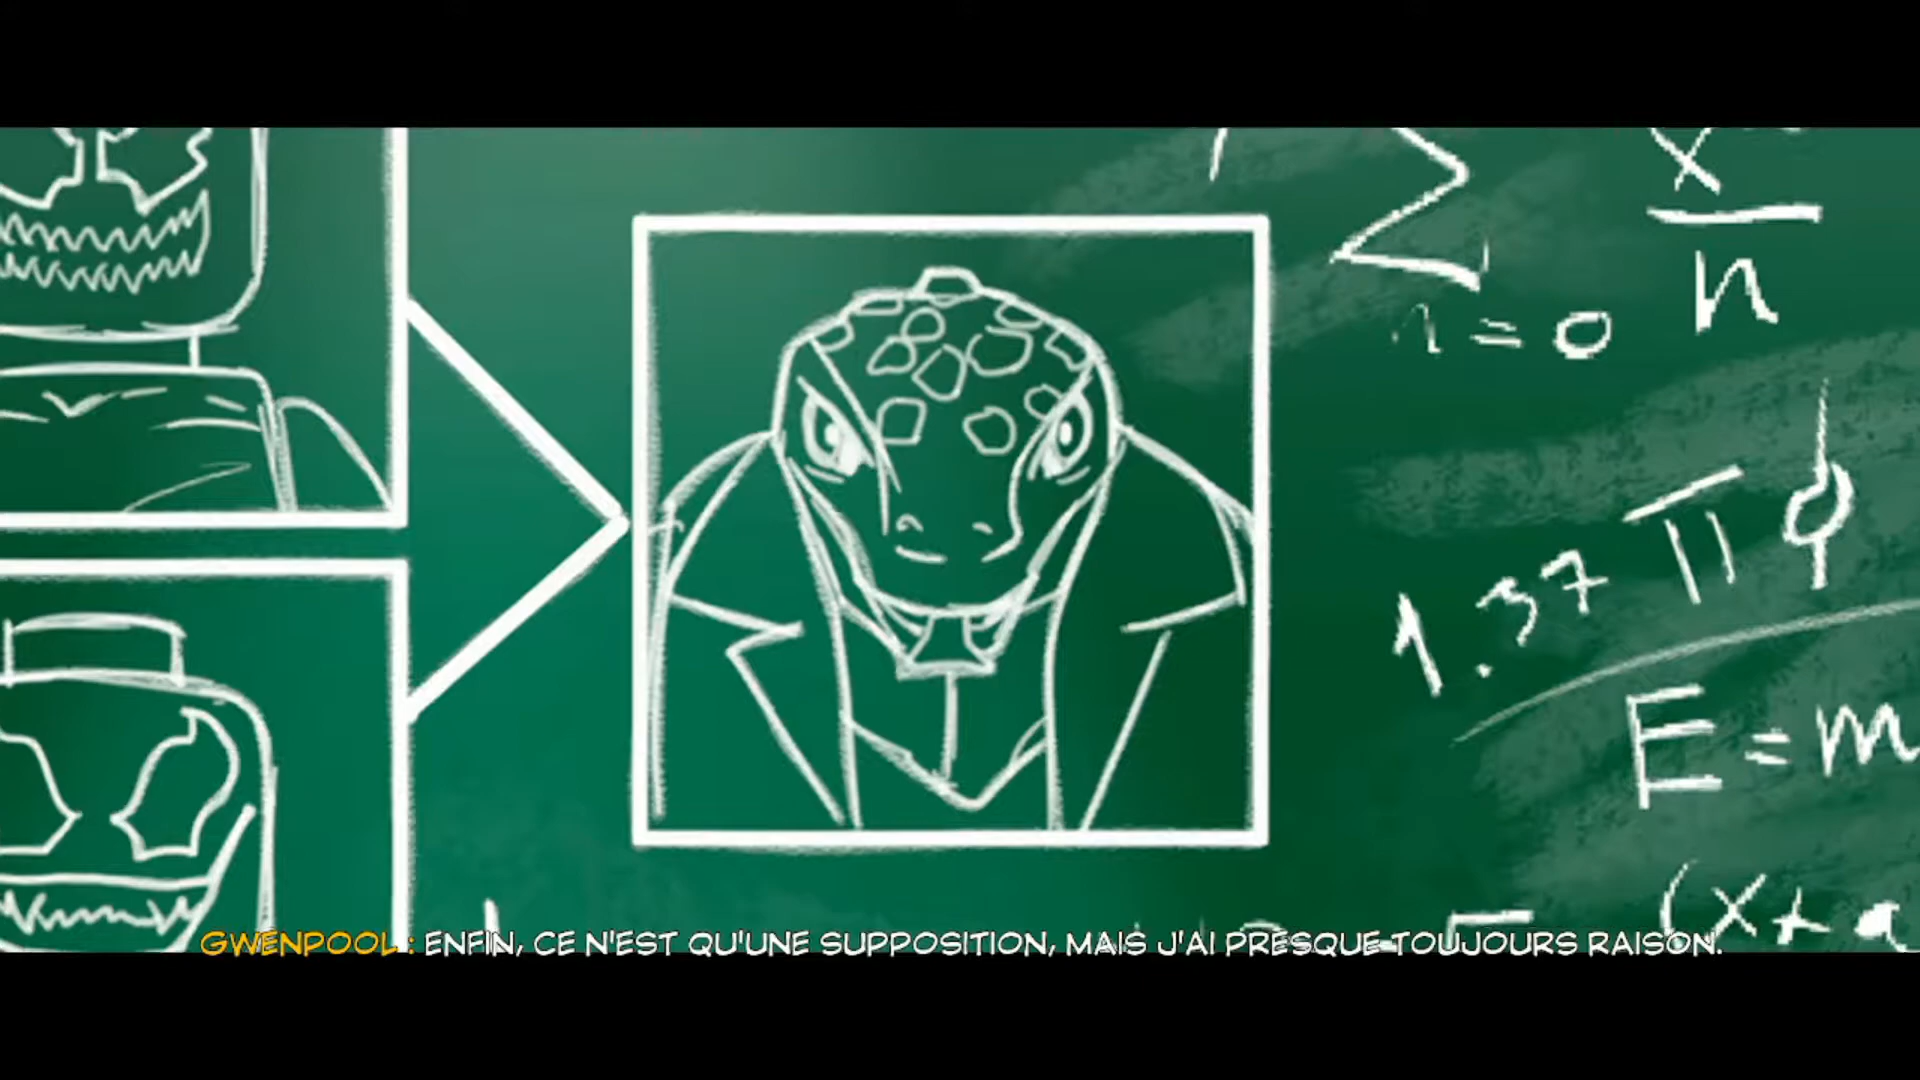 x
n
n=0
1.37 π φ
E=m
(x+a
GWENPOOL : ENFIN, CE N'EST QU'UNE SUPPOSITION, MAIS J'AI PRESQUE TOUJOURS RAISON.